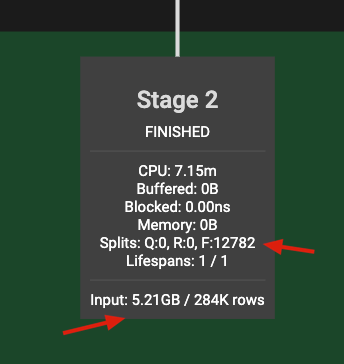 Stage 2
FINISHED
CPU: 7.15m
Buffered: 0B
Blocked: 0.00ns
Memory: 0B
Splits: Q:0, R:0, F:12782
Lifespans: 1 / 1
Input: 5.21GB / 284K rows